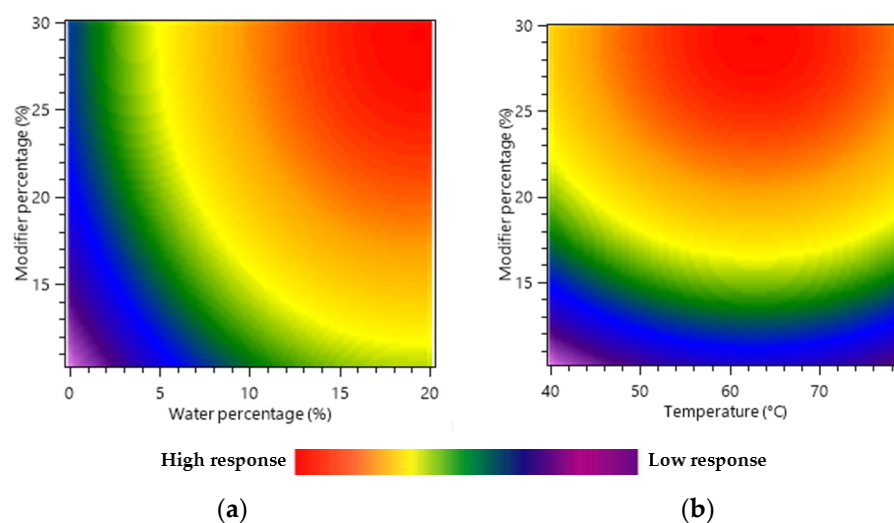 30
25
20
15
Modifier percentage (%)
0 5 10 15 20
Water percentage (%)
30
25
20
15
Modifier percentage (%)
40 50 60 70
Temperature (°C)
High response
Low response
(a)
(b)